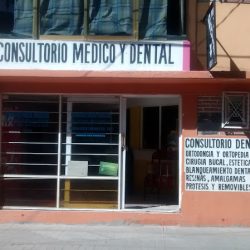 CONSULTORIO MEDICO Y DENTAL
CONSULTORIO DEN
ORTODONCIA Y ORTOPEDIA
CIRUGIA BUCAL, ESTETICA
BLANQUEAMIENTO DENTA
RESINAS, AMALGAMAS
PROTESIS Y REMOVIBLES